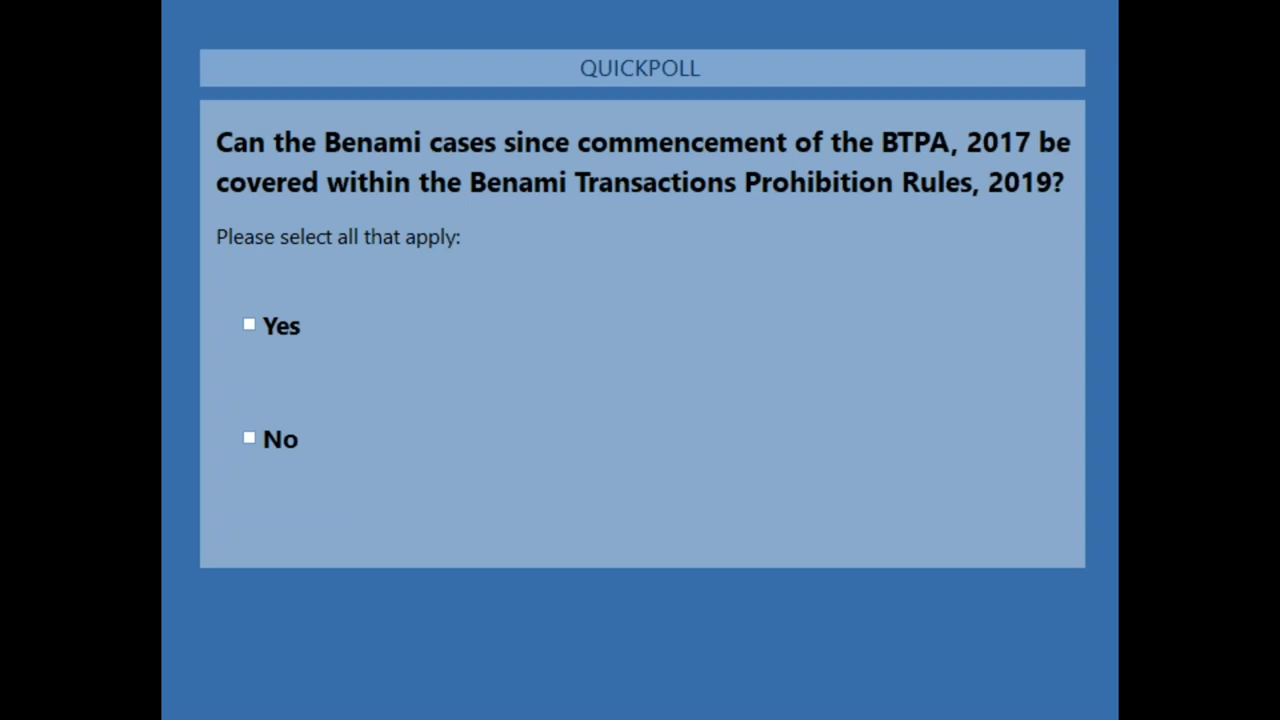 QUICKPOLL
Can the Benami cases since commencement of the BTPA, 2017 be
covered within the Benami Transactions Prohibition Rules, 2019?
Please select all that apply:
Yes
No